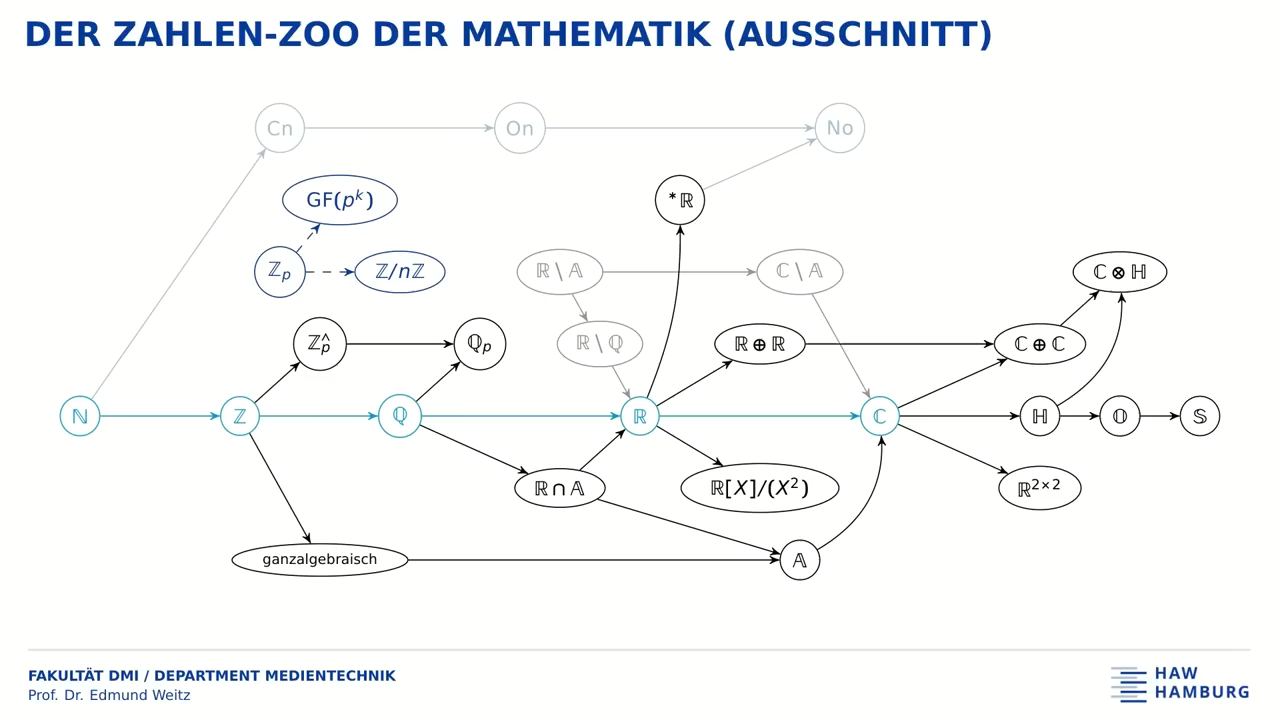 DER ZAHLEN-ZOO DER MATHEMATIK (AUSSCHNITT)
Cn
On
No
GF(pᵏ)
*ℝ
ℤₚ
ℤ/nℤ
ℝ \ 𝔸
ℂ \ 𝔸
ℂ ⊗ ℍ
ℤ^ₚ
ℚₚ
ℝ \ ℚ
ℝ ⊕ ℝ
ℂ ⊕ ℂ
ℕ
ℤ
ℚ
ℝ
ℂ
ℍ
𝕆
𝕊
ℝ ∩ 𝔸
ℝ[X]/(X²)
ℝ²ˣ²
ganzalgebraisch
𝔸
FAKULTÄT DMI / DEPARTMENT MEDIENTECHNIK
Prof. Dr. Edmund Weitz
HAW
HAMBURG